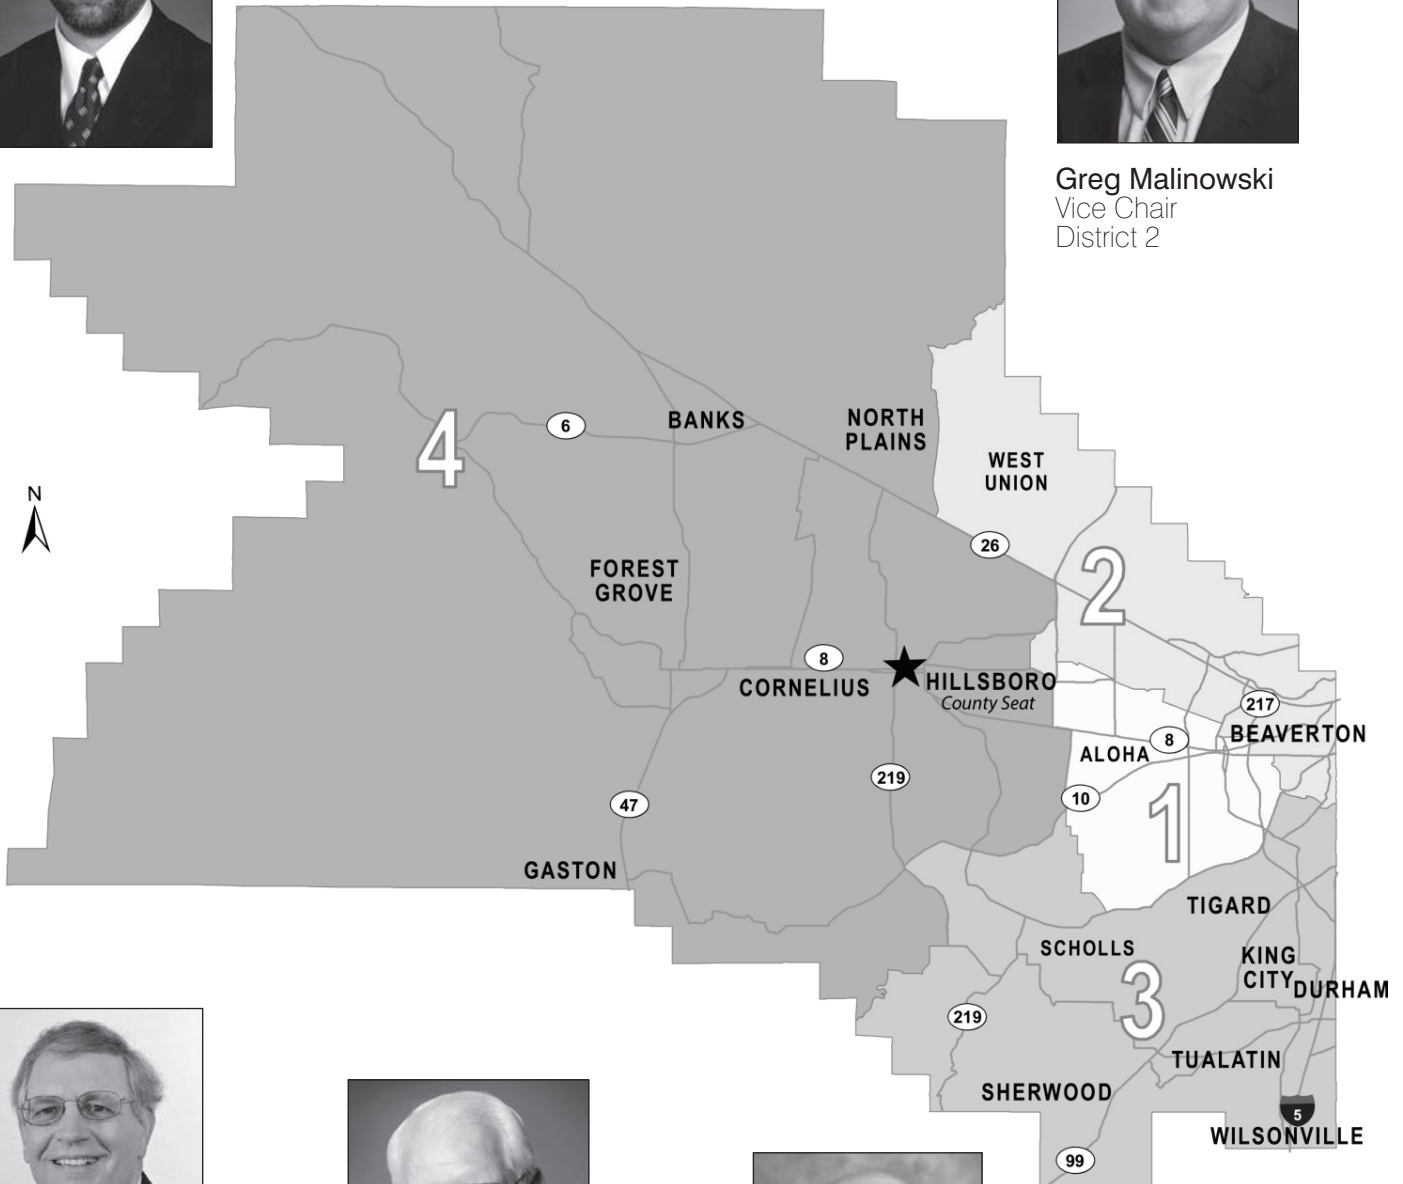 Greg Malinowski
Vice Chair
District 2
N
4
6
BANKS
NORTH
PLAINS
WEST
UNION
26
2
FOREST
GROVE
8
CORNELIUS
HILLSBORO
County Seat
217
BEAVERTON
8
ALOHA
10
1
219
47
GASTON
TIGARD
SCHOLLS
KING
CITY
DURHAM
3
219
TUALATIN
SHERWOOD
5
WILSONVILLE
99